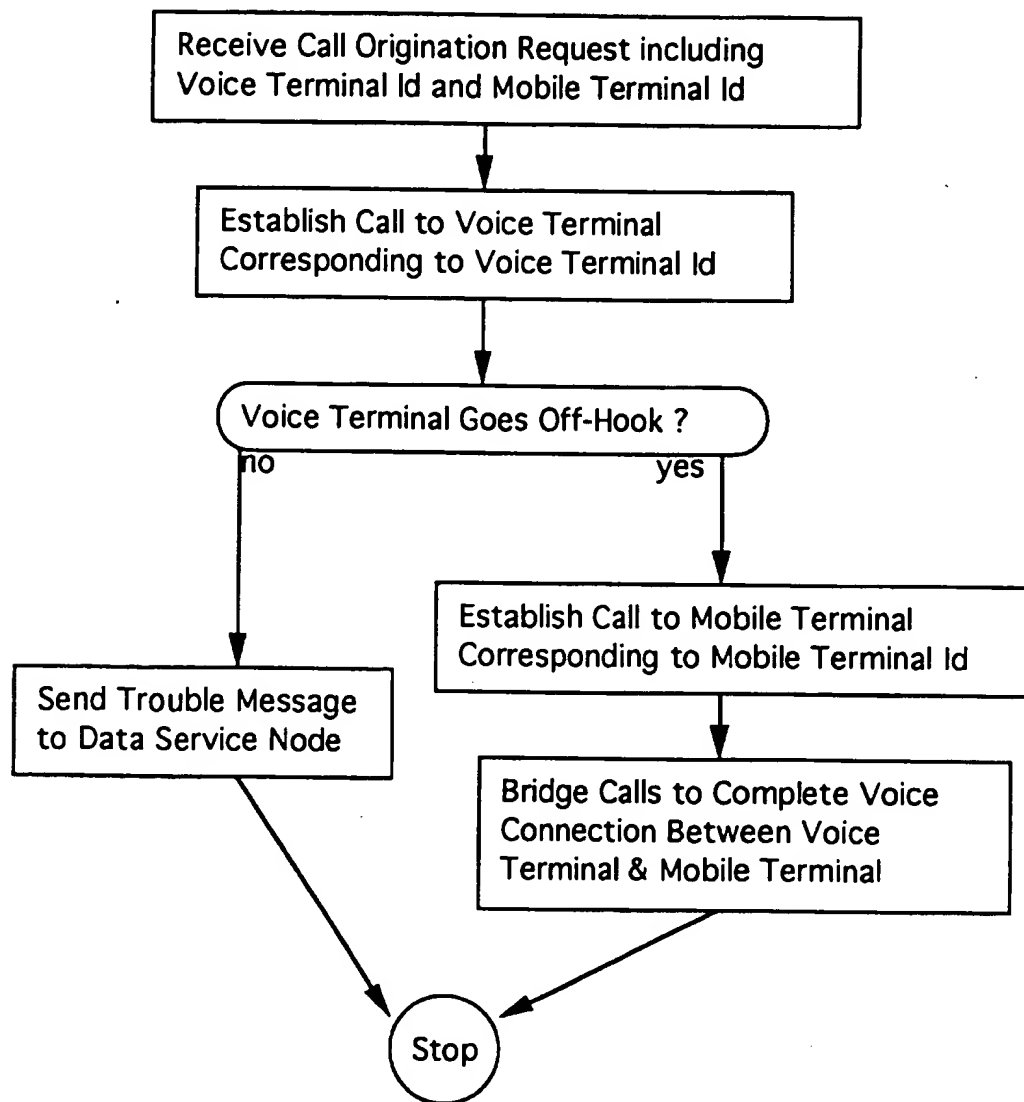 Receive Call Origination Request including
Voice Terminal Id and Mobile Terminal Id
Establish Call to Voice Terminal
Corresponding to Voice Terminal Id
Voice Terminal Goes Off-Hook ?
no
yes
Establish Call to Mobile Terminal
Corresponding to Mobile Terminal Id
Send Trouble Message
to Data Service Node
Bridge Calls to Complete Voice
Connection Between Voice
Terminal & Mobile Terminal
Stop